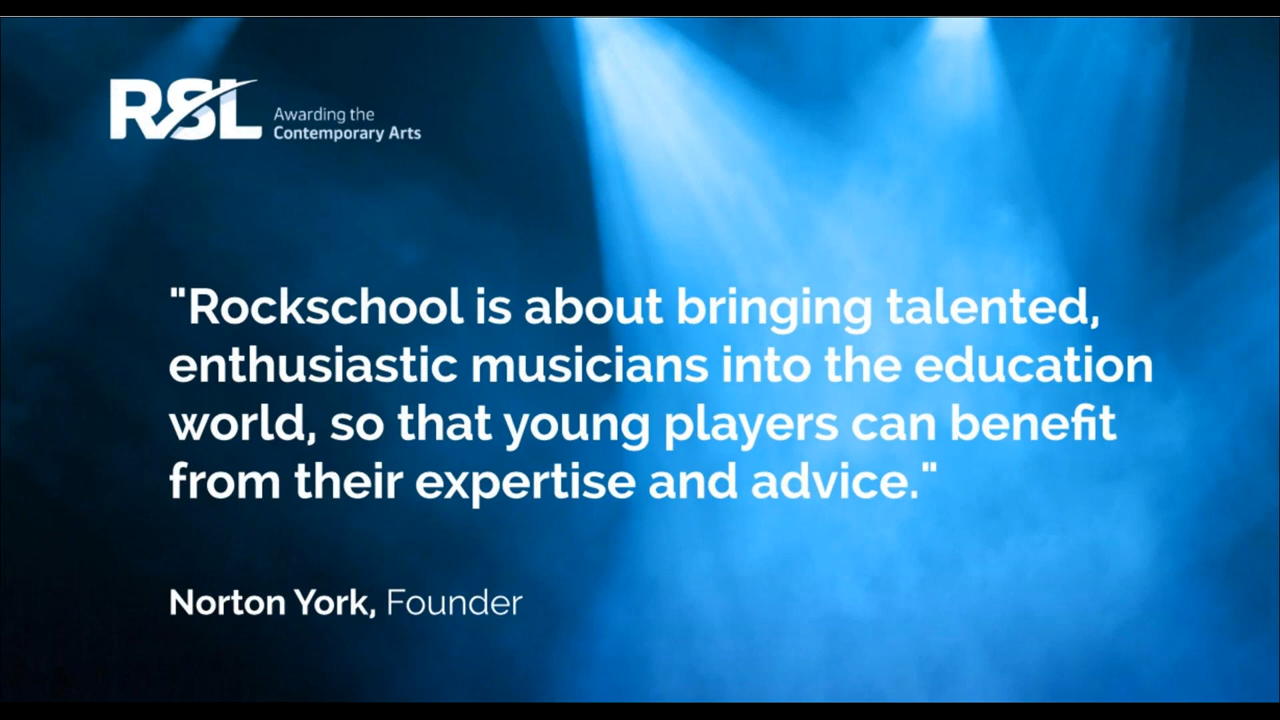 RSL
Awarding the
Contemporary Arts
"Rockschool is about bringing talented,
enthusiastic musicians into the education
world, so that young players can benefit
from their expertise and advice."
Norton York, Founder